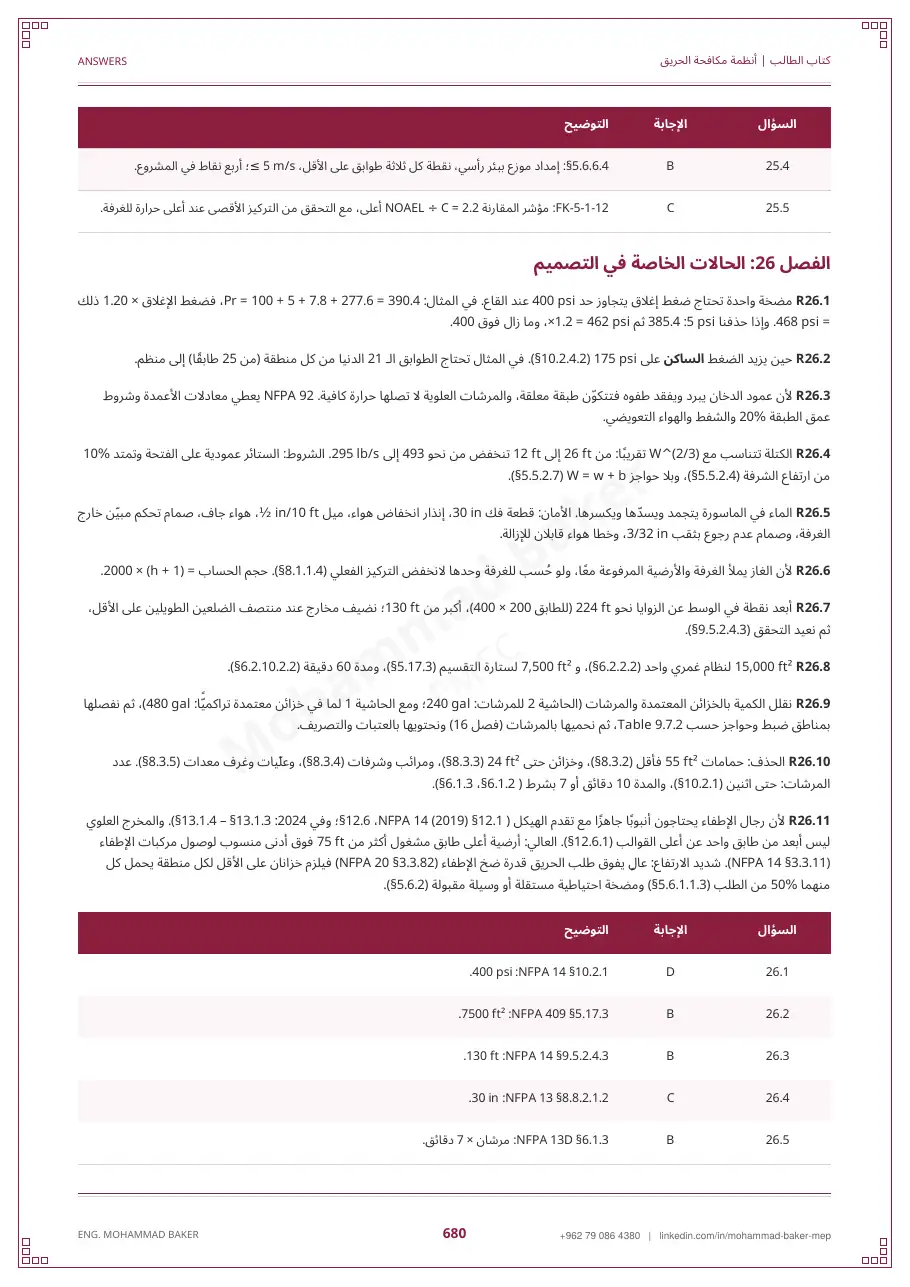 كتاب الطالب | أنظمة مكافحة الحريق
ANSWERS
السؤال الإجابة التوضيح
25.4 B §5.6.6.4: إمداد موزع ببئر رأسي، نقطة كل ثلاثة طوابق على الأقل، ≥ 5 m/s؛ أربع نقاط في المشروع.
25.5 C FK-5-1-12: مؤشر المقارنة NOAEL ÷ C = 2.2 أعلى، مع التحقق من التركيز الأقصى عند أعلى حرارة للغرفة.
الفصل 26: الحالات الخاصة في التصميم
R26.1 مضخة واحدة تحتاج ضغط إغلاق يتجاوز حد 400 psi عند القاع. في المثال: Pr = 100 + 5 + 7.8 + 277.6 = 390.4، فضغط الإغلاق × 1.20 ذلك
= 468 psi. وإذا حذفنا 5 psi: 385.4 ثم ×1.2 = 462 psi، وما زال فوق 400.
R26.2 حين يزيد الضغط الساكن على 175 psi (§10.2.4.2). في المثال تحتاج الطوابق الـ 21 الدنيا من كل منطقة (من 25 طابقًا) إلى منظم.
R26.3 لأن عمود الدخان يبرد ويفقد طفوه فتتكوّن طبقة معلقة، والمرشات العلوية لا تصلها حرارة كافية. NFPA 92 يعطي معادلات الأعمدة وشروط
عمق الطبقة 20% والشفط والهواء التعويضي.
R26.4 الكتلة تتناسب مع W^(2/3) تقريبًا: من 26 ft إلى 12 ft تنخفض من نحو 493 إلى 295 lb/s. الشروط: الستائر عمودية على الفتحة وتمتد 10%
من ارتفاع الشرفة (§5.5.2.4)، وبلا حواجز W = w + b (§5.5.2.7).
R26.5 الماء في الماسورة يتجمد ويسدّها ويكسرها. الأمان: قطعة فك 30 in، إنذار انخفاض هواء، ميل ½ in/10 ft، هواء جاف، صمام تحكم مبيّن خارج
الغرفة، وصمام عدم رجوع بثقب 3/32 in، وخطا هواء قابلان للإزالة.
R26.6 لأن الغاز يملأ الغرفة والأرضية المرفوعة معًا، ولو حُسب للغرفة وحدها لانخفض التركيز الفعلي (§8.1.1.4). حجم الحساب = 2000 × (h + 1).
R26.7 أبعد نقطة في الوسط عن الزوايا نحو 224 ft (للطابق 200 × 400)، أكبر من 130 ft؛ نضيف مخارج عند منتصف الضلعين الطويلين على الأقل،
ثم نعيد التحقق (§9.5.2.4.3).
R26.8 15,000 ft² لنظام غمري واحد (§6.2.2.2)، و 7,500 ft² لستارة التقسيم (§5.17.3)، ومدة 60 دقيقة (§6.2.10.2.2).
R26.9 نقلل الكمية بالخزائن المعتمدة والمرشات (الحاشية 2 للمرشات: 240 gal؛ ومع الحاشية 1 لما في خزائن معتمدة تراكميًّا: 480 gal)، ثم نفصلها
بمناطق ضبط وحواجز حسب Table 9.7.2، ثم نحميها بالمرشات (فصل 16) ونحتويها بالعتبات والتصريف.
R26.10 الحذف: حمامات 55 ft² فأقل (§8.3.2)، وخزائن حتى 24 ft² (§8.3.3)، ومرائب وشرفات (§8.3.4)، وعلّيات وغرف معدات (§8.3.5). عدد
المرشات: حتى اثنين (§10.2.1)، والمدة 10 دقائق أو 7 بشرط ( §6.1.2، §6.1.3).
R26.11 لأن رجال الإطفاء يحتاجون أنبوبًا جاهزًا مع تقدم الهيكل ( NFPA 14 (2019) §12.1، §12.6؛ وفي 2024: §13.1.3 – §13.1.4)، والمخرج العلوي
ليس أبعد من طابق واحد عن أعلى القوالب (§12.6.1). العالي: أرضية أعلى طابق مشغول أكثر من 75 ft فوق أدنى منسوب لوصول مركبات الإطفاء
(NFPA 14 §3.3.11). شديد الارتفاع: عالٍ يفوق طلب الحريق قدرة ضخ الإطفاء (NFPA 20 §3.3.82) فيلزم خزانان على الأقل لكل منطقة يحمل كل
منهما 50% من الطلب (§5.6.1.1.3) ومضخة احتياطية مستقلة أو وسيلة مقبولة (§5.6.2).
السؤال الإجابة التوضيح
26.1 D NFPA 14 §10.2.1: 400 psi.
26.2 B NFPA 409 §5.17.3: 7500 ft².
26.3 B NFPA 14 §9.5.2.4.3: 130 ft.
26.4 C NFPA 13 §8.8.2.1.2: 30 in.
26.5 B NFPA 13D §6.1.3: مرشان × 7 دقائق.
Mohammad Baker
CMFC
ENG. MOHAMMAD BAKER
680
+962 79 086 4380 | linkedin.com/in/mohammad-baker-mep